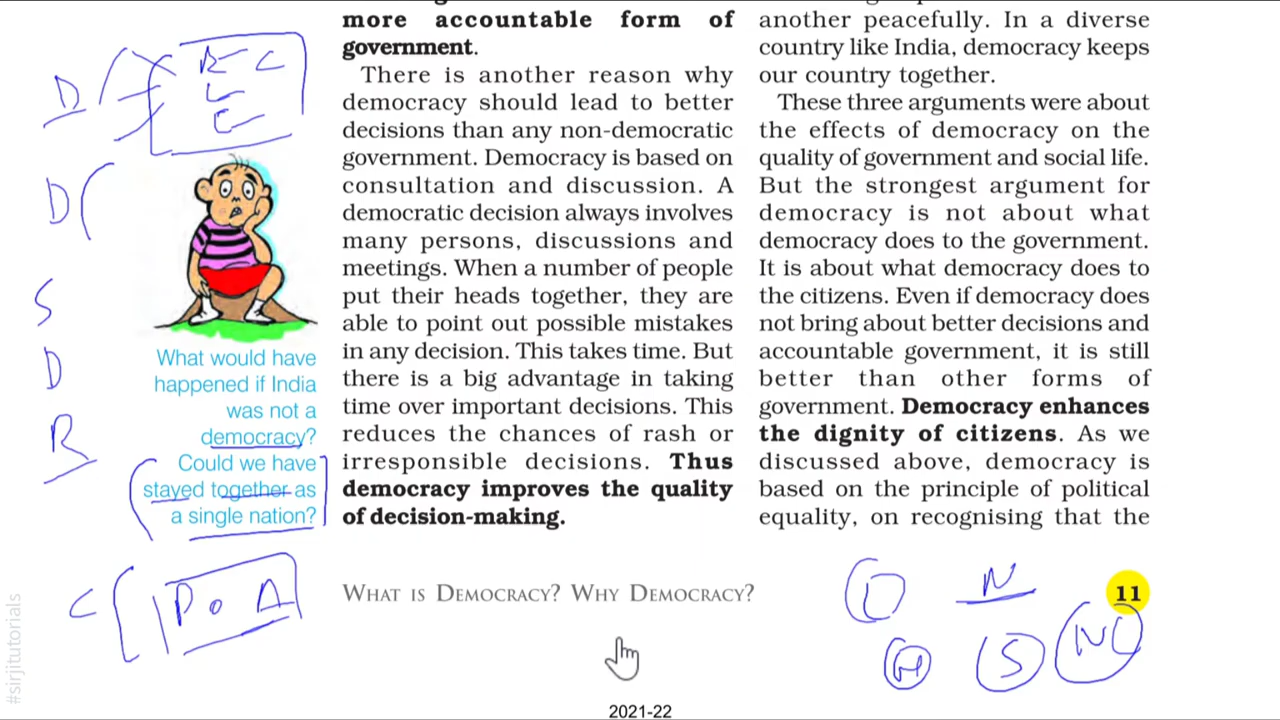 more accountable form of
government.
There is another reason why
democracy should lead to better
decisions than any non-democratic
government. Democracy is based on
consultation and discussion. A
democratic decision always involves
many persons, discussions and
meetings. When a number of people
put their heads together, they are
able to point out possible mistakes
in any decision. This takes time. But
there is a big advantage in taking
time over important decisions. This
reduces the chances of rash or
irresponsible decisions. Thus
democracy improves the quality
of decision-making.
another peacefully. In a diverse
country like India, democracy keeps
our country together.
These three arguments were about
the effects of democracy on the
quality of government and social life.
But the strongest argument for
democracy is not about what
democracy does to the government.
It is about what democracy does to
the citizens. Even if democracy does
not bring about better decisions and
accountable government, it is still
better than other forms of
government. Democracy enhances
the dignity of citizens. As we
discussed above, democracy is
based on the principle of political
equality, on recognising that the
D
R C
L
E
D
S
D
R
What would have
happened if India
was not a
democracy?
Could we have
stayed together as
a single nation?
C
P o A
What is Democracy? Why Democracy?
N
11
S
NC
2021-22
#sirjitutorials